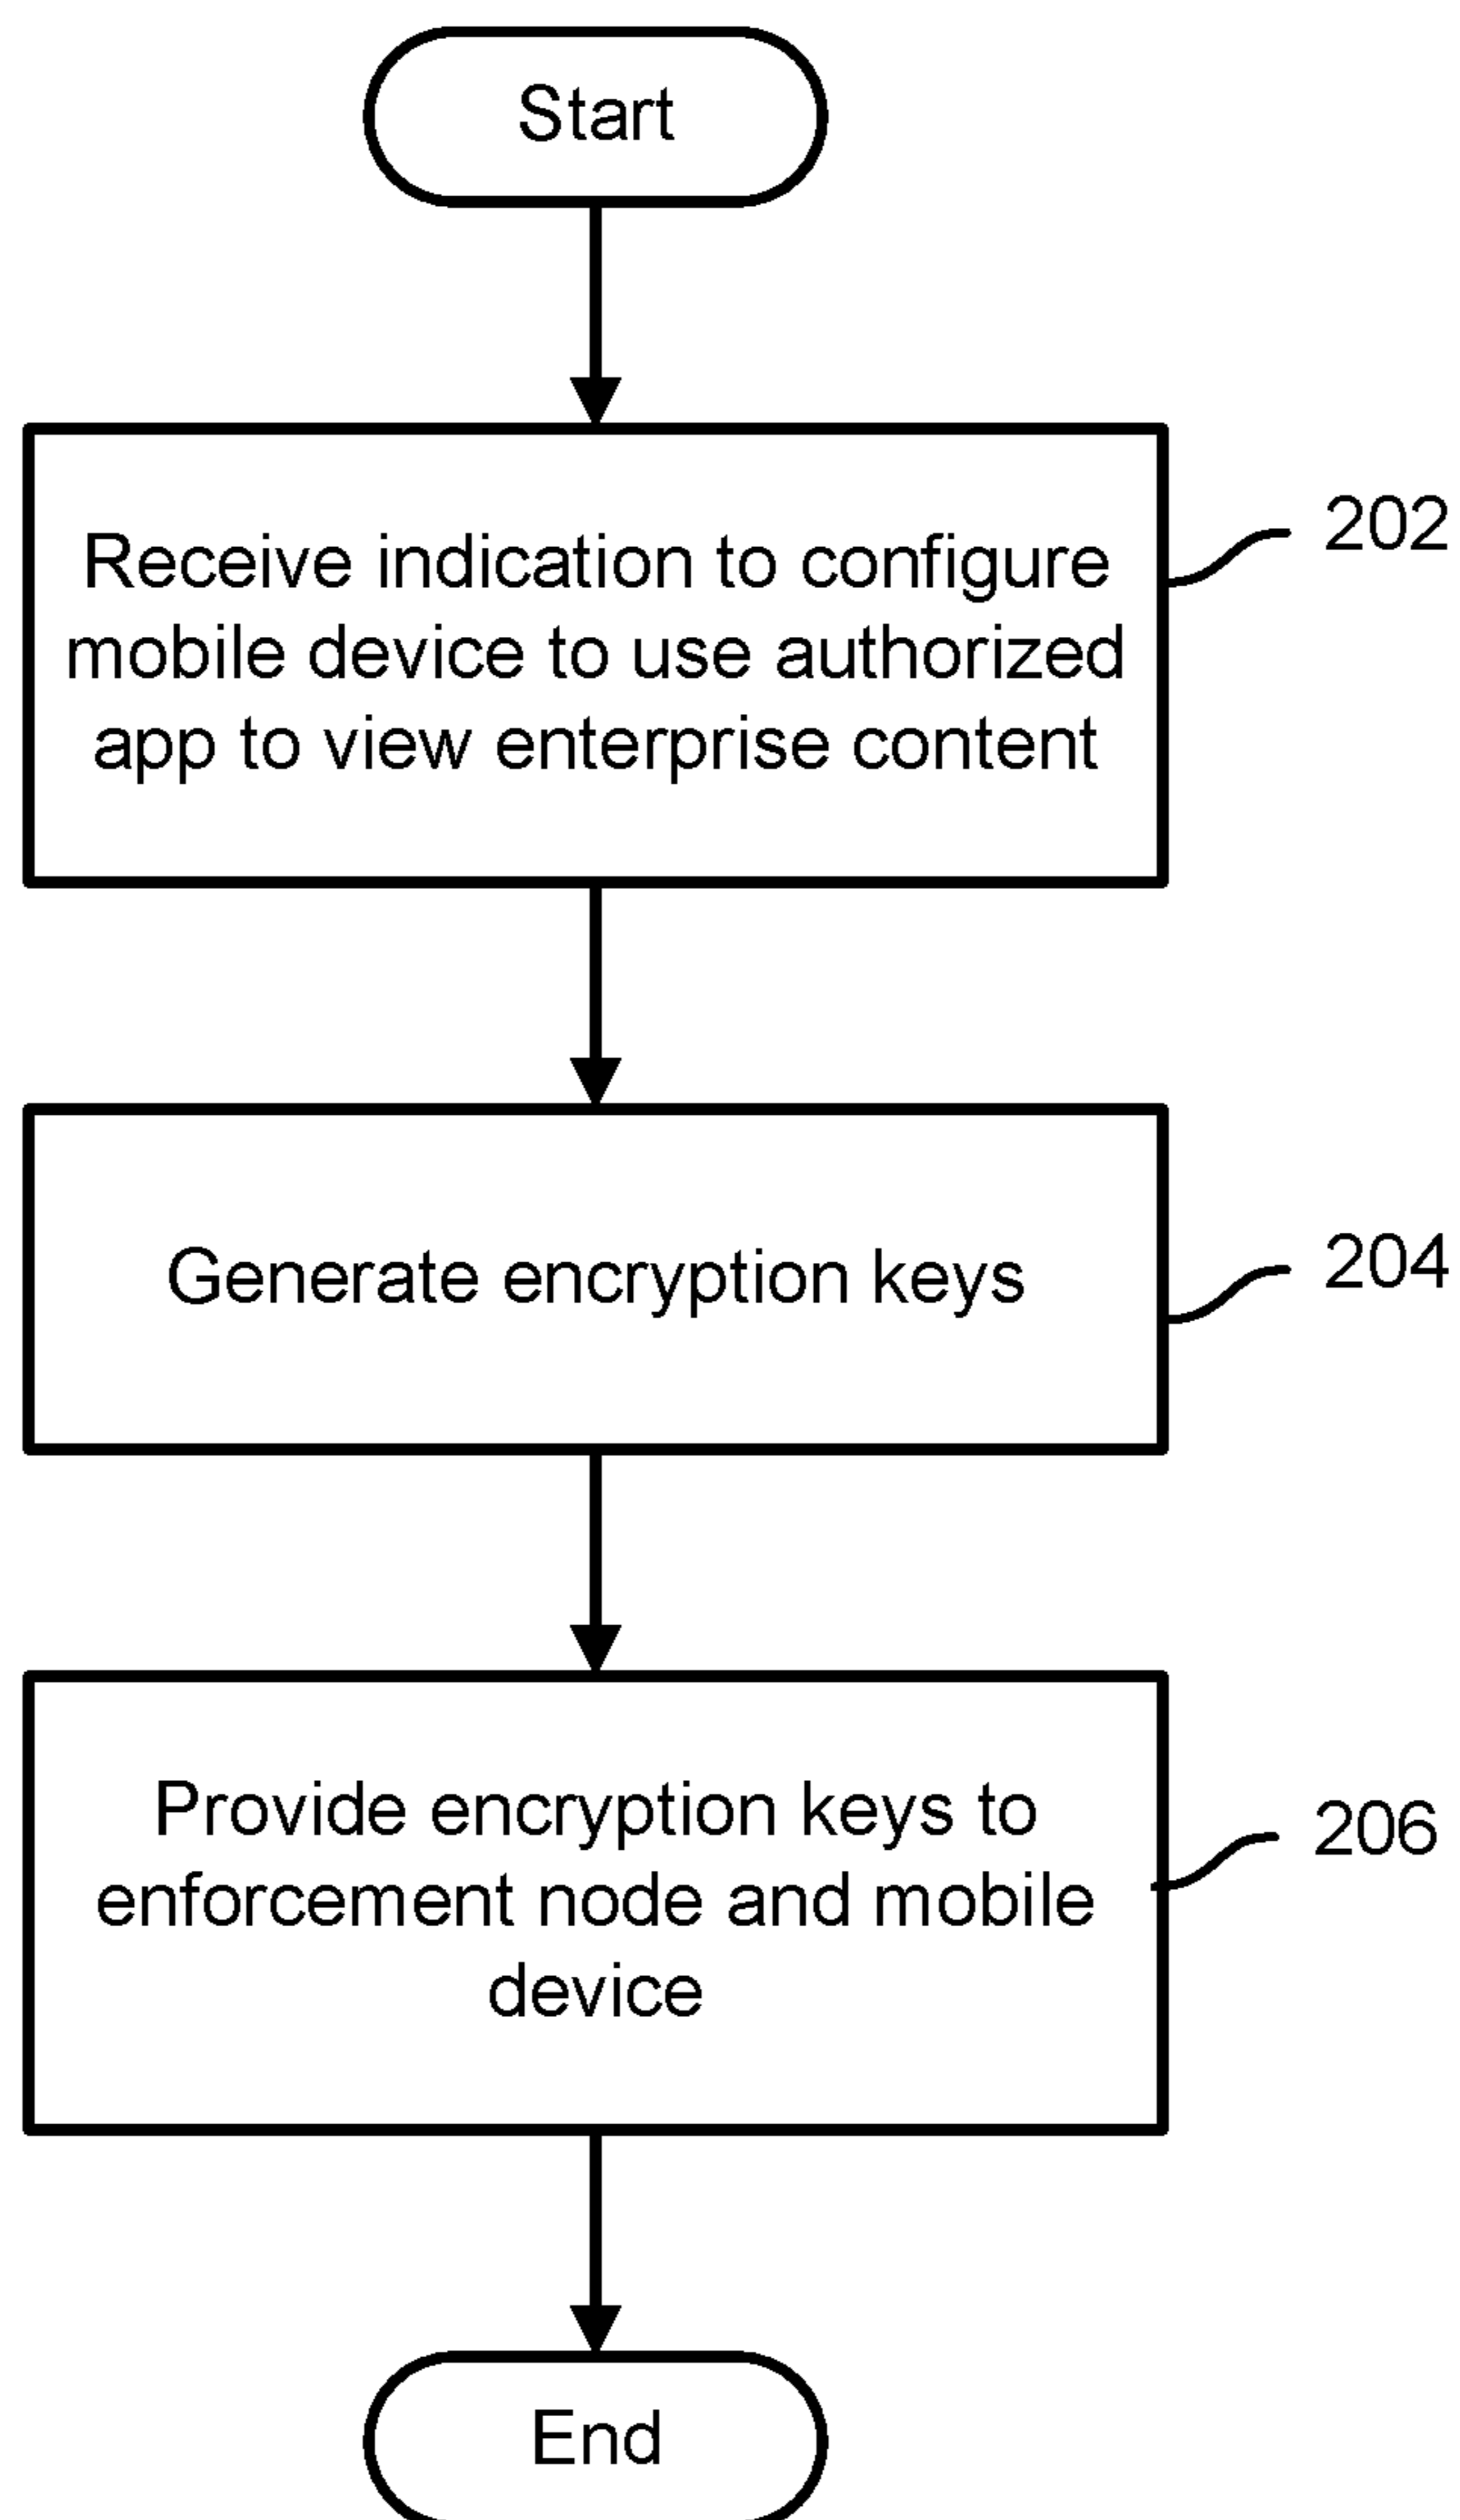 Start
Receive indication to configure
mobile device to use authorized
app to view enterprise content
202
Generate encryption keys
204
Provide encryption keys to
enforcement node and mobile
device
206
End